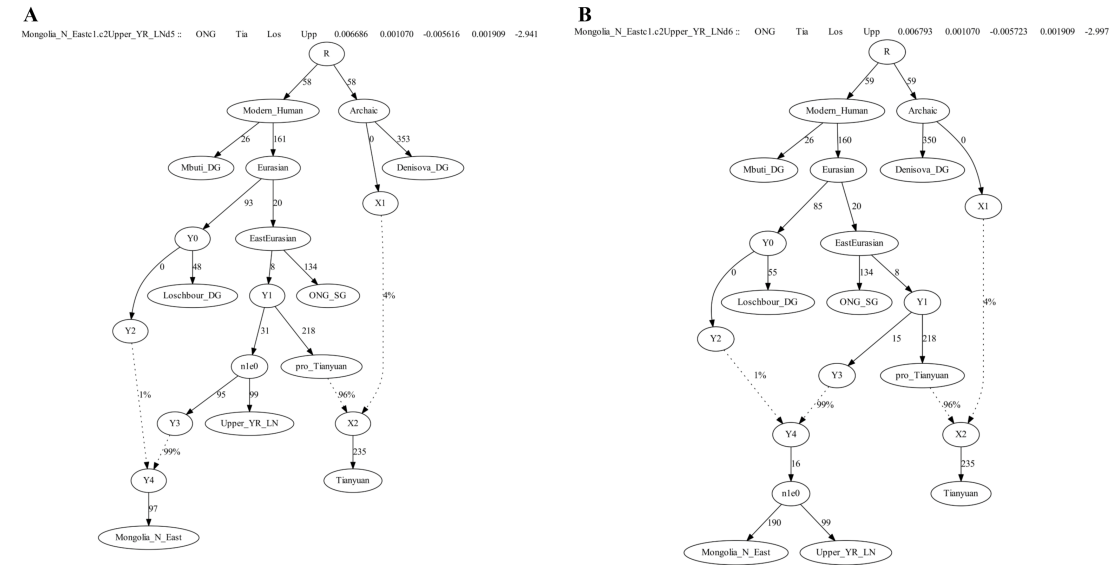 A
Mongolia_N_Eastc1.c2Upper_YR_LNd5 :: ONG Tia Los Upp 0.006686 0.001070 -0.005616 0.001909 -2.941
R
58 58
Modern_Human Archaic
26 161 0 353
Mbuti_DG Eurasian Denisova_DG
93 20 X1
Y0 EastEurasian
0 48 8 134 4%
Loschbour_DG Y1 ONG_SG
Y2 31 218
n1e0 pro_Tianyuan
1% 95 99 96%
Y3 Upper_YR_LN X2
99% 235
Y4 Tianyuan
97
Mongolia_N_East
B
Mongolia_N_Eastc1.c2Upper_YR_LNd6 :: ONG Tia Los Upp 0.006793 0.001070 -0.005723 0.001909 -2.997
R
59 59
Modern_Human Archaic
26 160 350 0
Mbuti_DG Eurasian Denisova_DG
85 20 X1
Y0 EastEurasian
0 55 134 8
Loschbour_DG ONG_SG Y1 4%
Y2 15 218
1% Y3 pro_Tianyuan
99% 96%
Y4 X2
16 235
n1e0 Tianyuan
190 99
Mongolia_N_East Upper_YR_LN